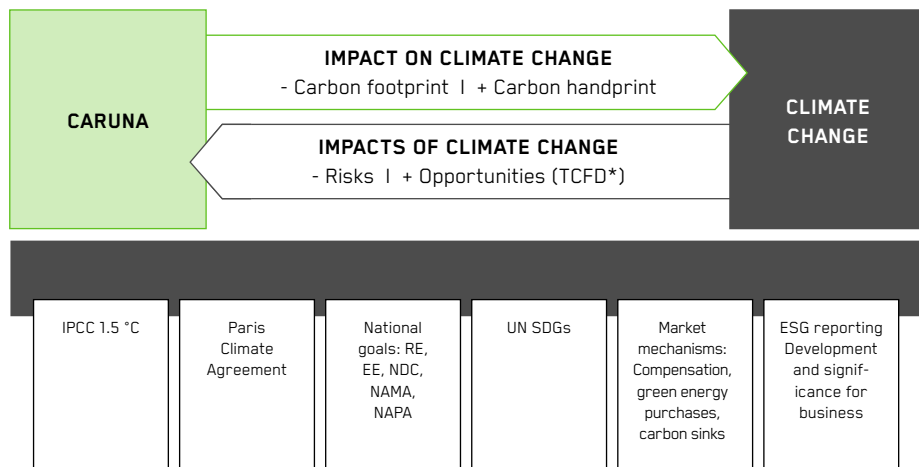 CARUNA
IMPACT ON CLIMATE CHANGE
- Carbon footprint I + Carbon handprint
IMPACTS OF CLIMATE CHANGE
- Risks I + Opportunities (TCFD*)
CLIMATE
CHANGE
IPCC 1.5 °C
Paris
Climate
Agreement
National
goals: RE,
EE, NDC,
NAMA,
NAPA
UN SDGs
Market
mechanisms:
Compensation,
green energy
purchases,
carbon sinks
ESG reporting
Development
and signif-
icance for
business